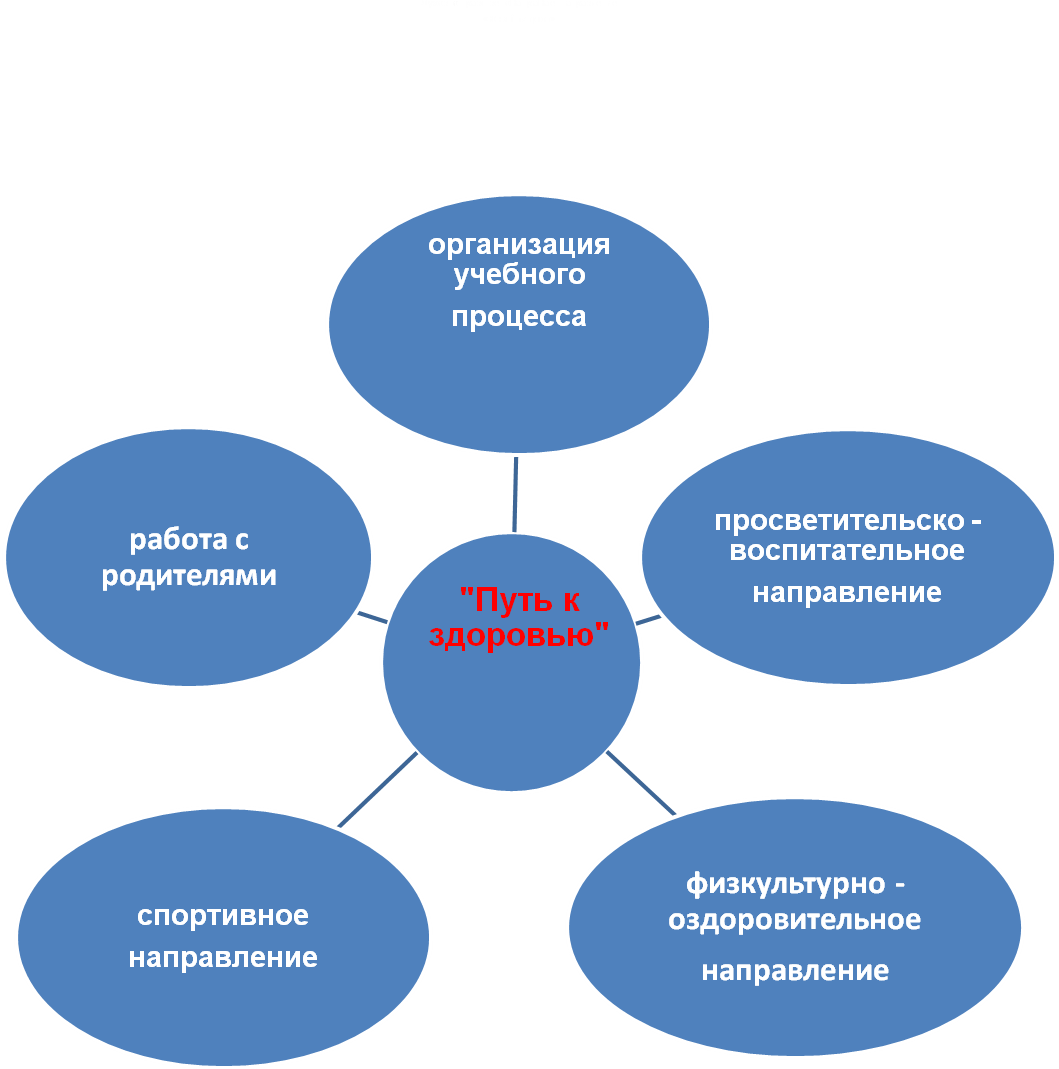 организация
учебного
процесса
работа с
родителями
просветительско -
воспитательное
направление
"Путь к
здоровью"
спортивное
направление
физкультурно -
оздоровительное
направление